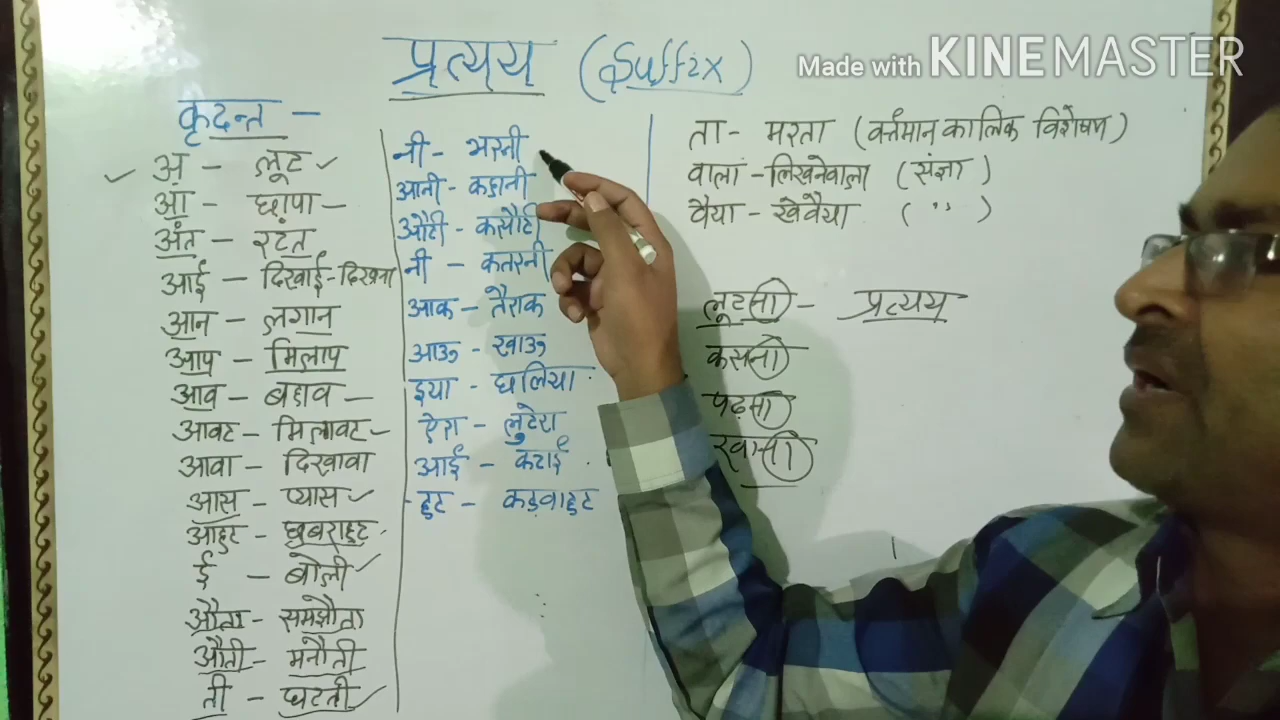 प्रत्यय (Suffix)
Made with KINEMASTER
कृदन्त -
अ - लूट
आ - छापा -
अंत - रटंत
आई - दिखाई - दिखना
आन - लगान
आप - मिलाप
आव - बहाव -
आवट - मिलावट -
आवा - दिखावा
आस - प्यास
आहट - घबराहट -
ई - बोली
औता - समझौता
औती - मनौती
ती - घटती
नी - भरनी
आनी - कहानी
औटी - कसौटी
नी - कतरनी
आक - तैराक
आऊ - खाऊ
इया - छलिया
ऐरा - लुटेरा
आई - कटाई
हट - कड़वाहट
ता - मरता (वर्तमान कालिक विशेषण)
वाला - लिखनेवाला (संज्ञा)
वैया - खेवैया ( ,, )
लूटना - प्रत्यय
कसना
पढ़ना
खाना